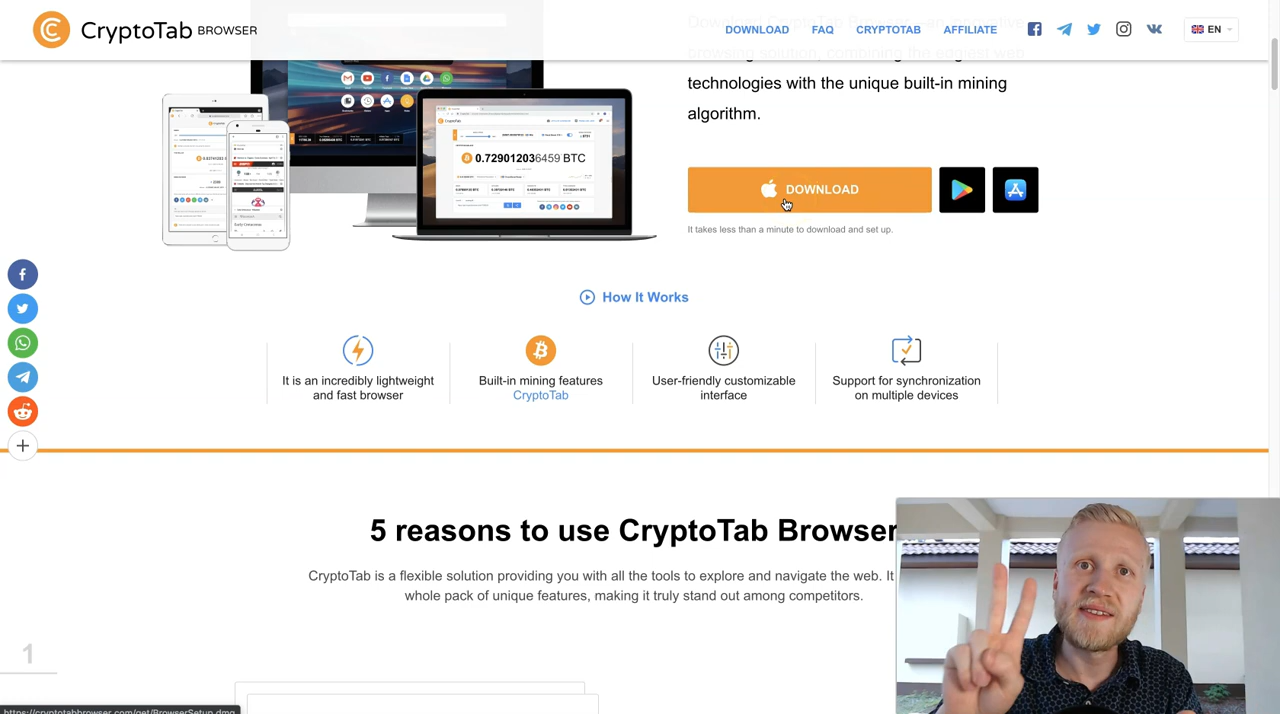 CryptoTab BROWSER
DOWNLOAD FAQ CRYPTOTAB AFFILIATE
EN
technologies with the unique built-in mining
algorithm.
0.729012036459 BTC
DOWNLOAD
It takes less than a minute to download and set up.
How It Works
It is an incredibly lightweight
and fast browser
Built-in mining features
CryptoTab
User-friendly customizable
interface
Support for synchronization
on multiple devices
5 reasons to use CryptoTab Browser
CryptoTab is a flexible solution providing you with all the tools to explore and navigate the web. It
whole pack of unique features, making it truly stand out among competitors.
1
https://cryptotabbrowser.com/get/BrowserSetup.dmg